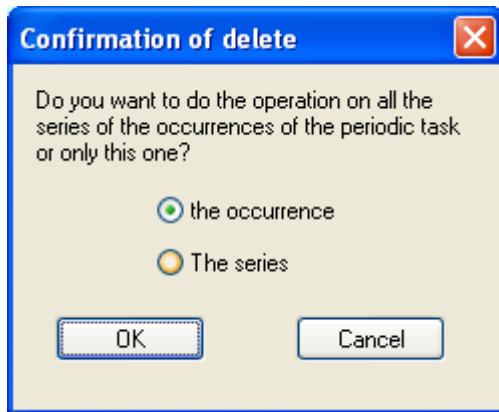 Confirmation of delete
Do you want to do the operation on all the
series of the occurrences of the periodic task
or only this one?
the occurrence
The series
OK Cancel